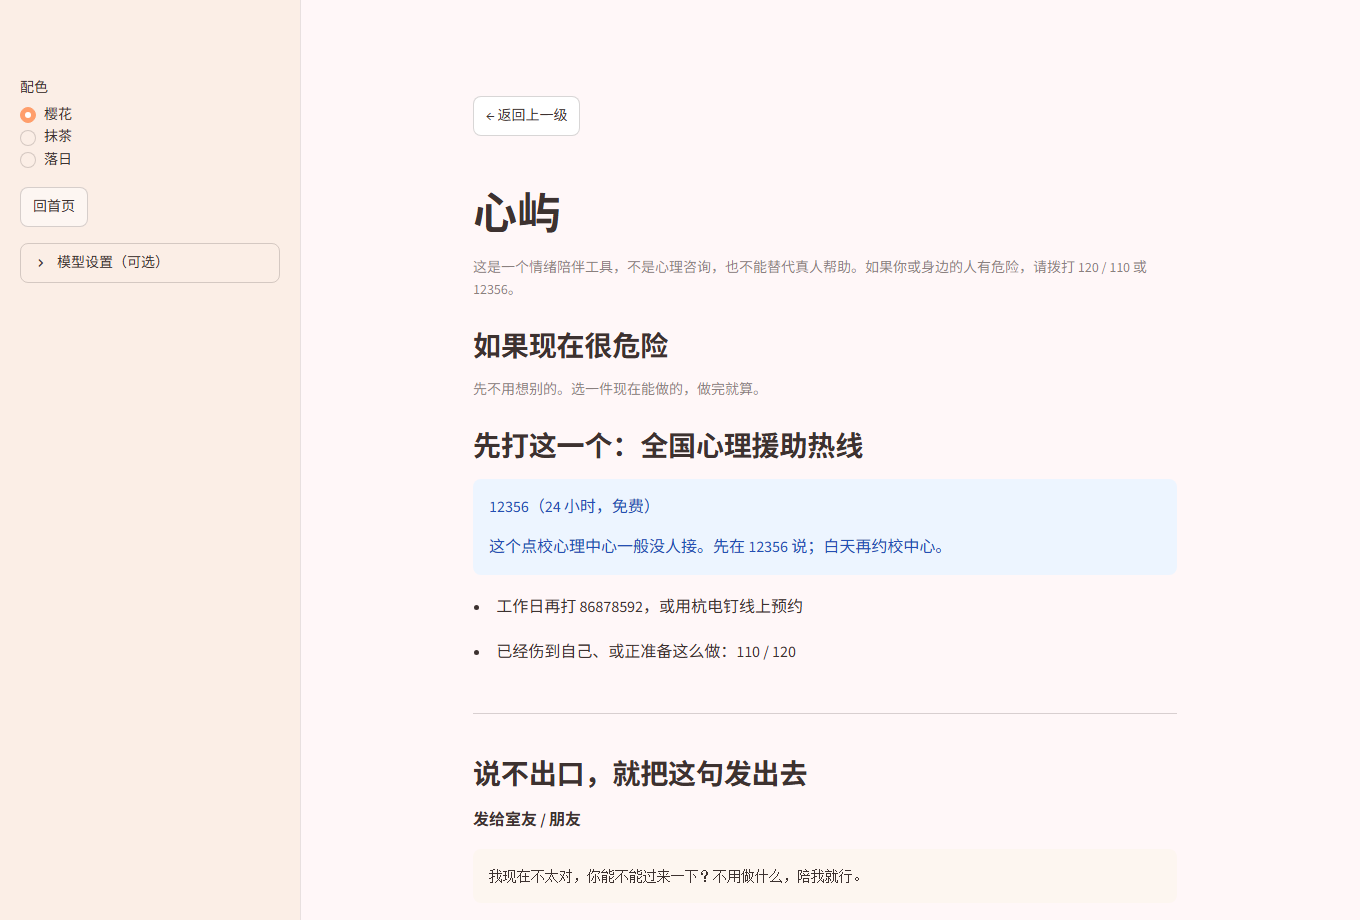 配色
樱花
抹茶
落日
回首页
模型设置（可选）
← 返回上一级
心屿
这是一个情绪陪伴工具，不是心理咨询，也不能替代真人帮助。如果你或身边的人有危险，请拨打 120 / 110 或
12356。
如果现在很危险
先不用想别的。选一件现在能做的，做完就算。
先打这一个：全国心理援助热线
12356（24 小时，免费）
这个点校心理中心一般没人接。先在 12356 说；白天再约校中心。
工作日再打 86878592，或用杭电钉线上预约
已经伤到自己、或正准备这么做：110 / 120
说不出口，就把这句发出去
发给室友 / 朋友
我现在不太对，你能不能过来一下？不用做什么，陪我就行。